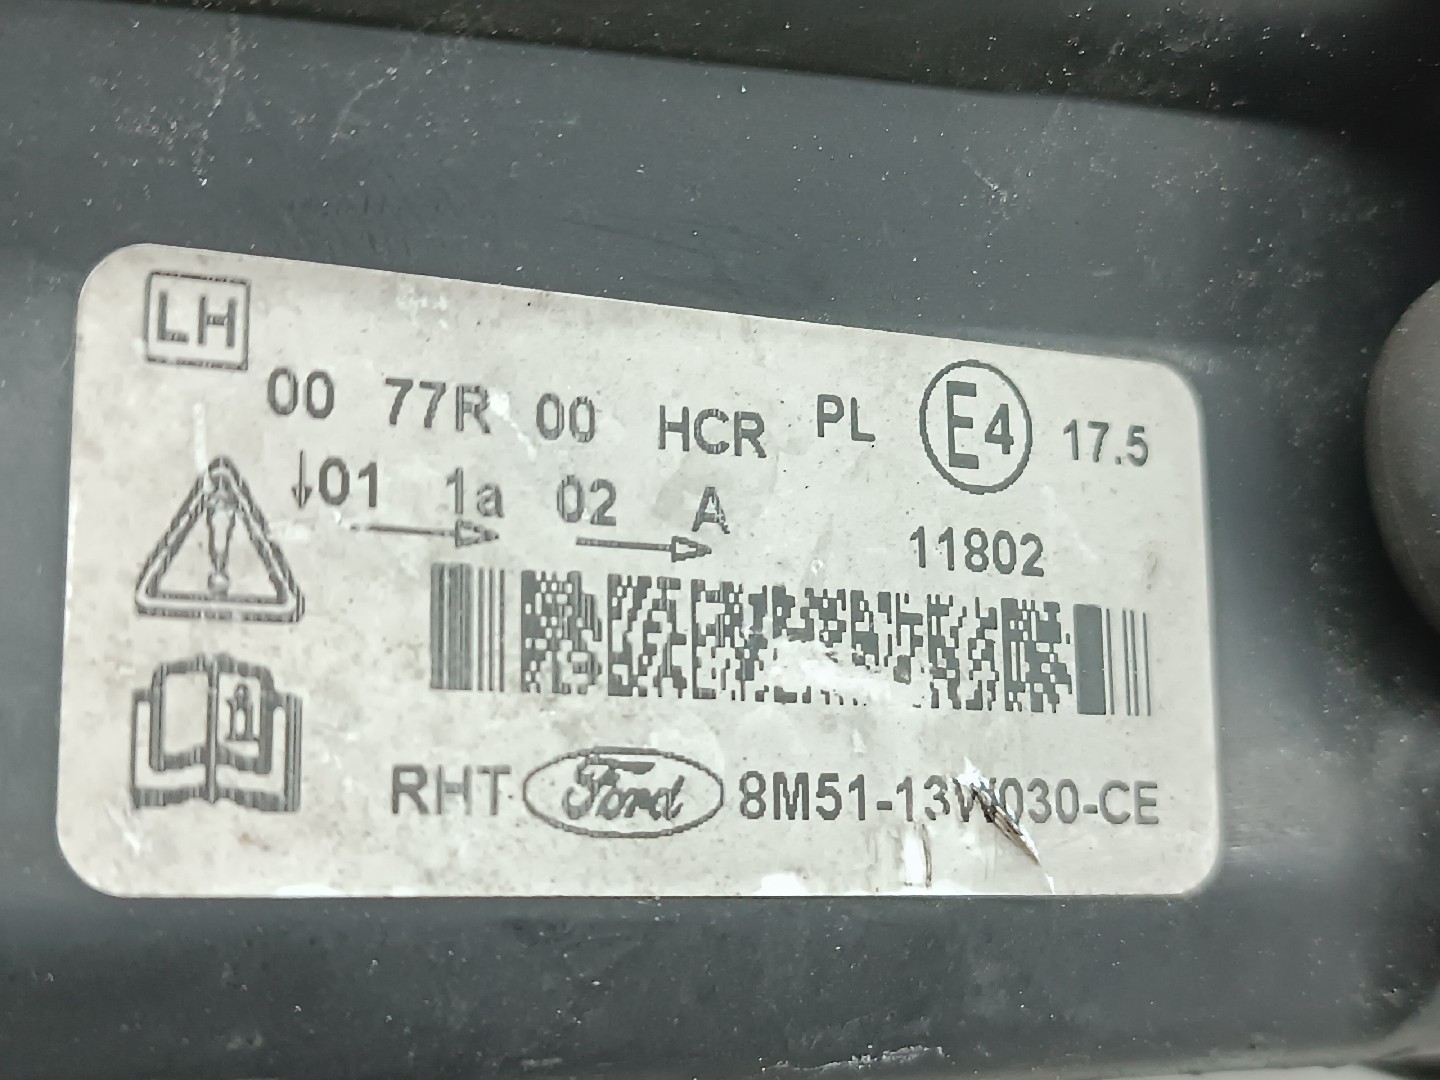 LH
00 77R 00 HCR PL E4 17.5
↓01 1a 02 A
11802
RHT Ford 8M51-13W030-CE